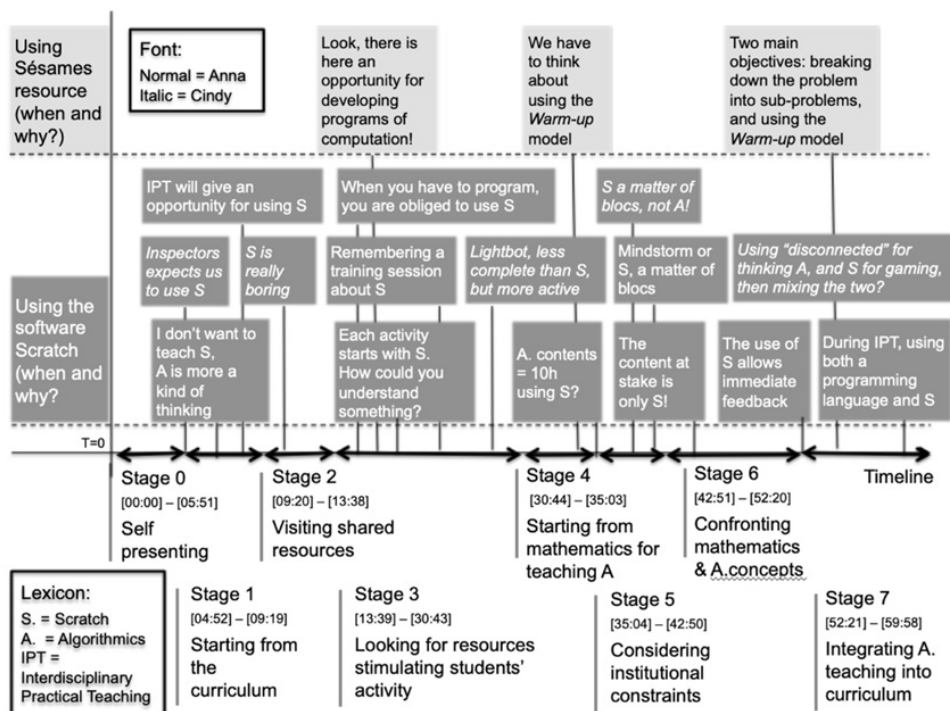 Using
Sésames
resource
(when and
why?)
Font:
Normal = Anna
Italic = Cindy
Look, there is
here an
opportunity for
developing
programs of
computation!
We have
to think
about
using the
Warm-up
model
Two main
objectives: breaking
down the problem
into sub-problems,
and using the
Warm-up model
Using the
software
Scratch
(when and
why?)
IPT will give an
opportunity for using S
When you have to program,
you are obliged to use S
S a matter of
blocs, not A!
Inspectors
expects us
to use S
S is
really
boring
Remembering a
training session
about S
Lightbot, less
complete than S,
but more active
Mindstorm or
S, a matter of
blocs
Using “disconnected” for
thinking A, and S for gaming,
then mixing the two?
I don’t want to
teach S,
A is more a
kind of
thinking
Each activity
starts with S.
How could you
understand
something?
A. contents
= 10h
using S?
The
content at
stake is
only S!
The use of
S allows
immediate
feedback
During IPT, using
both a
programming
language and S
T=0
Timeline
Stage 0
[00:00] – [05:51]
Self
presenting
Stage 2
[09:20] – [13:38]
Visiting shared
resources
Stage 4
[30:44] – [35:03]
Starting from
mathematics for
teaching A
Stage 6
[42:51] – [52:20]
Confronting
mathematics
& A.concepts
Lexicon:
S. = Scratch
A. = Algorithmics
IPT =
Interdisciplinary
Practical Teaching
Stage 1
[04:52] – [09:19]
Starting from
the
curriculum
Stage 3
[13:39] – [30:43]
Looking for resources
stimulating students’
activity
Stage 5
[35:04] – [42:50]
Considering
institutional
constraints
Stage 7
[52:21] – [59:58]
Integrating A.
teaching into
curriculum